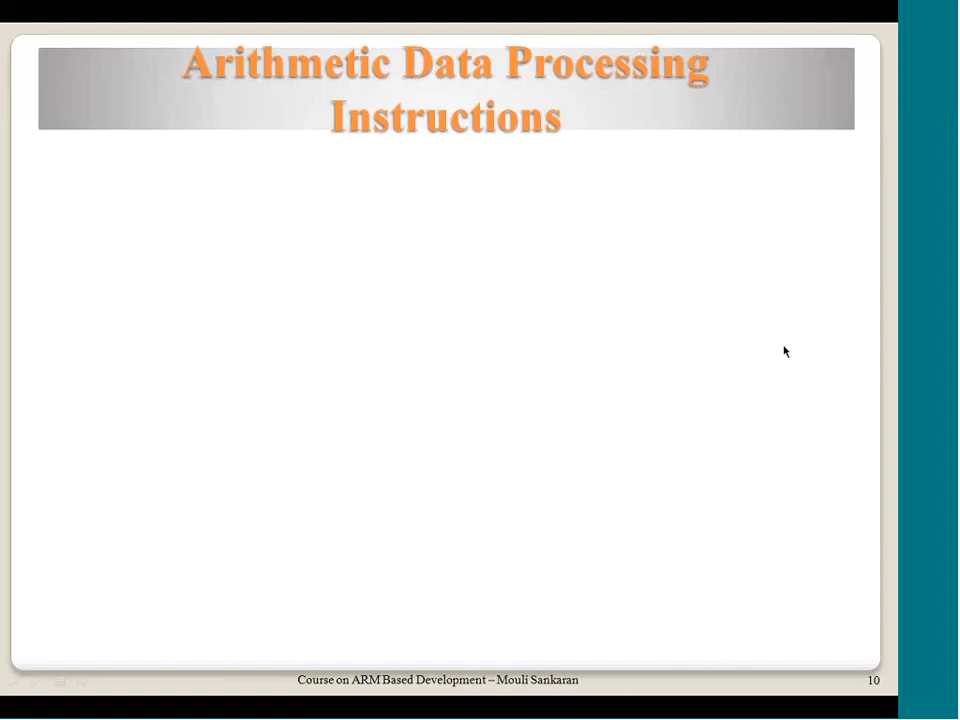 Arithmetic Data Processing
Instructions
Course on ARM Based Development – Mouli Sankaran
10